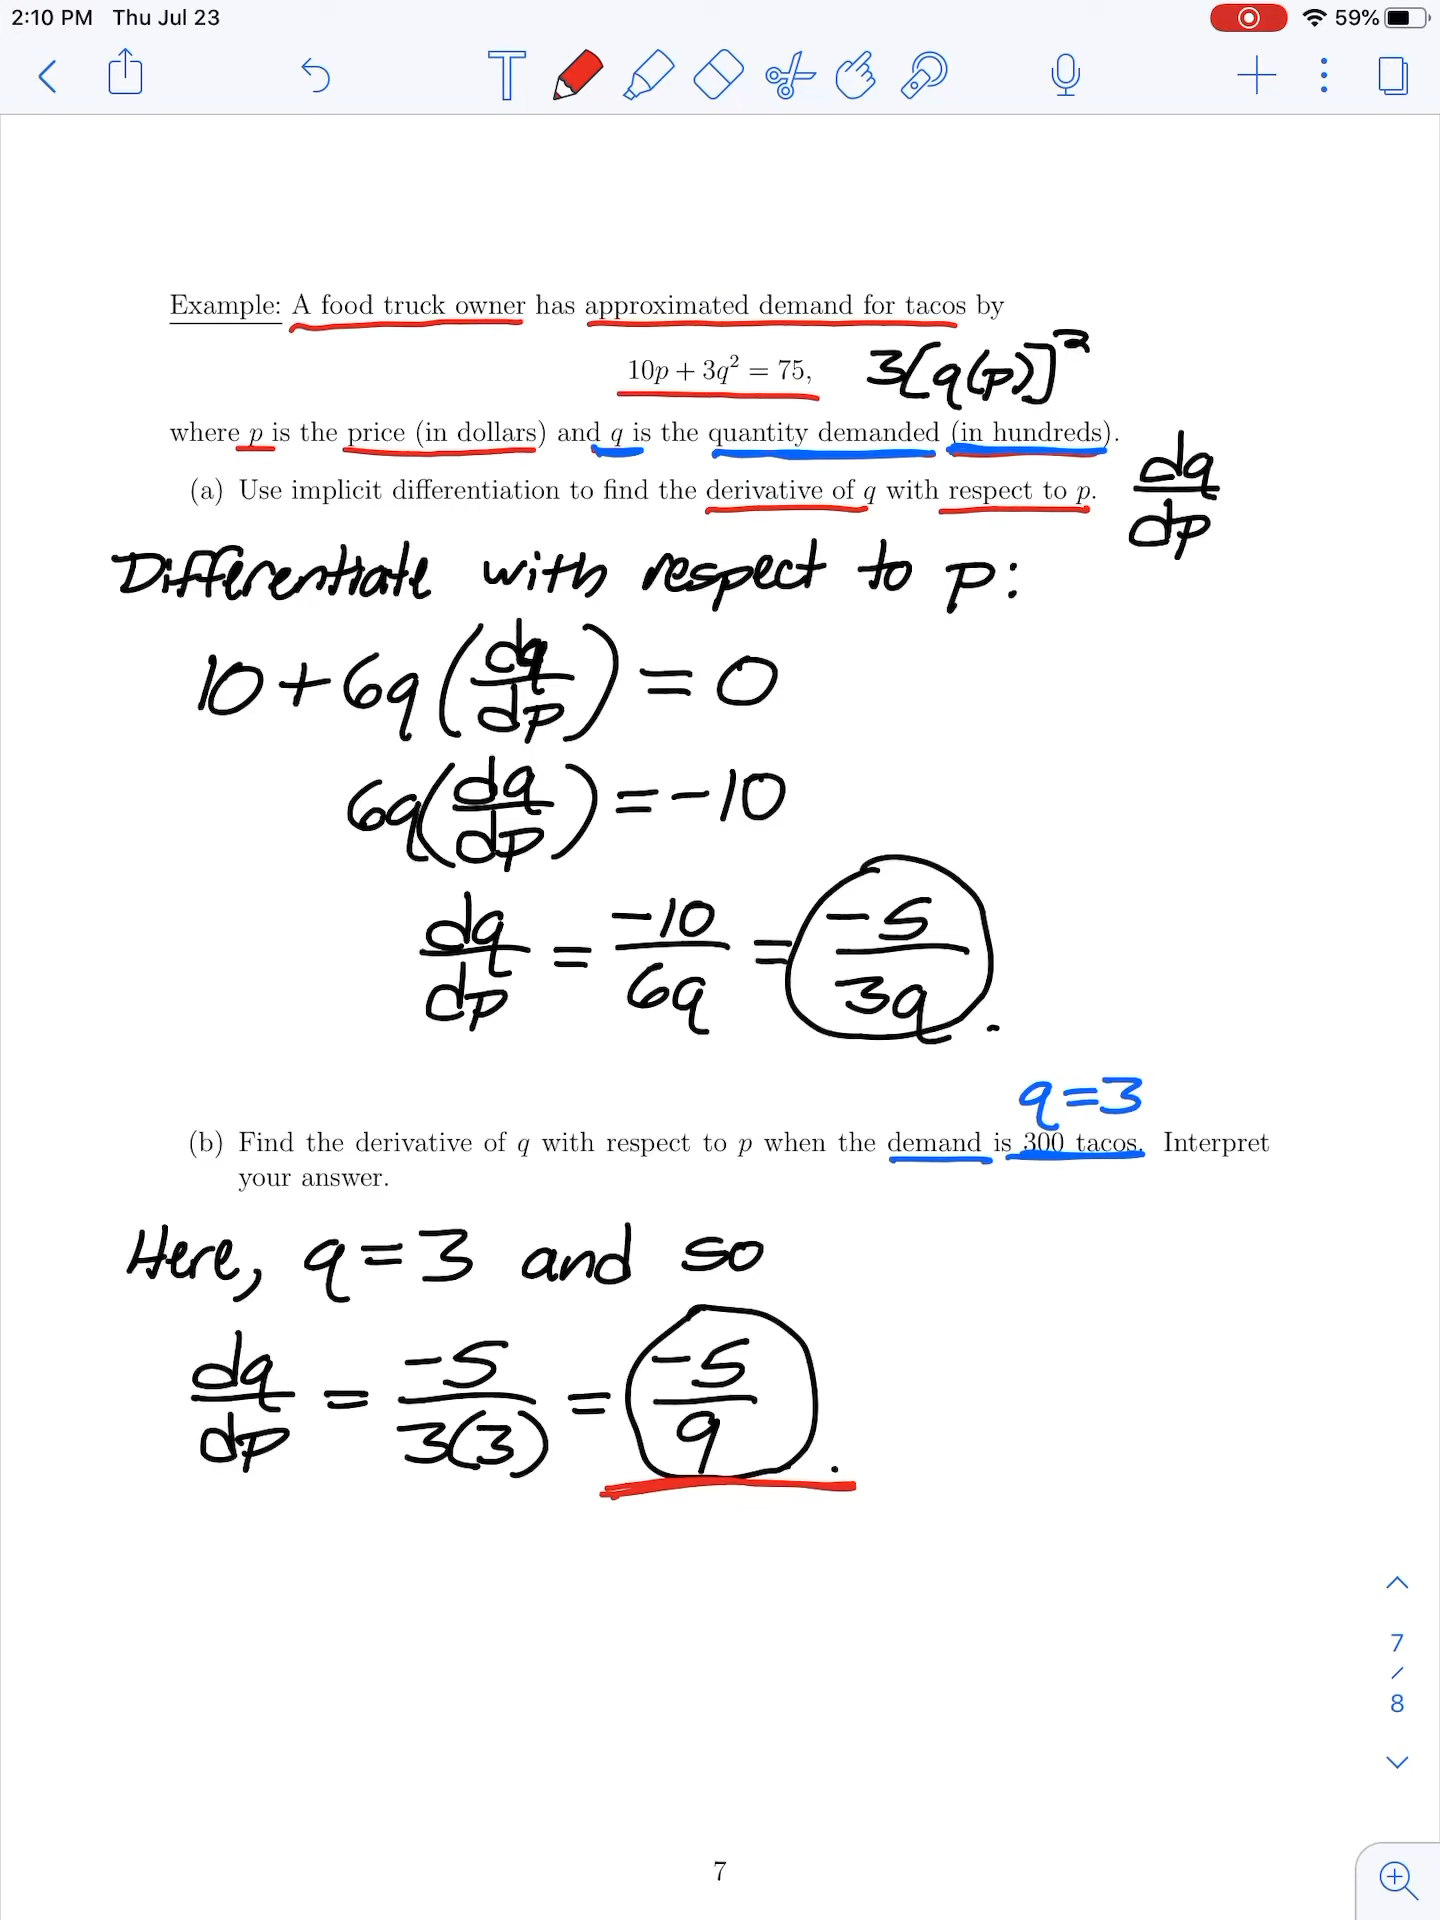 2:10 PM Thu Jul 23 59%
Example: A food truck owner has approximated demand for tacos by
10p + 3q² = 75, 3[q(p)]²
where p is the price (in dollars) and q is the quantity demanded (in hundreds).
(a) Use implicit differentiation to find the derivative of q with respect to p. dq/dp
Differentiate with respect to p:
10 + 6q (dq/dp) = 0
6q (dq/dp) = -10
dq/dp = -10/6q = -5/3q .
q = 3
(b) Find the derivative of q with respect to p when the demand is 300 tacos. Interpret
your answer.
Here, q = 3 and so
dq/dp = -5/3(3) = -5/9 .
7
/
8
7